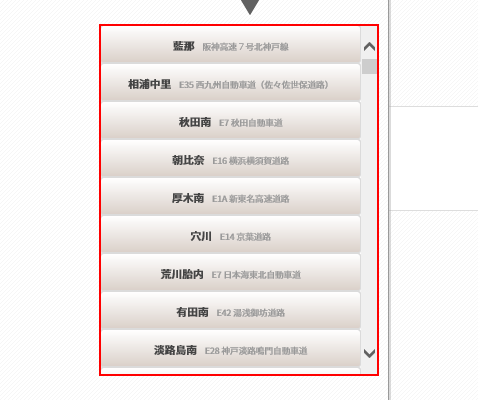 藍那 阪神高速７号北神戸線
相浦中里 E35 西九州自動車道（佐々佐世保道路）
秋田南 E7 秋田自動車道
朝比奈 E16 横浜横須賀道路
厚木南 E1A 新東名高速道路
穴川 E14 京葉道路
荒川胎内 E7 日本海東北自動車道
有田南 E42 湯浅御坊道路
淡路島南 E28 神戸淡路鳴門自動車道